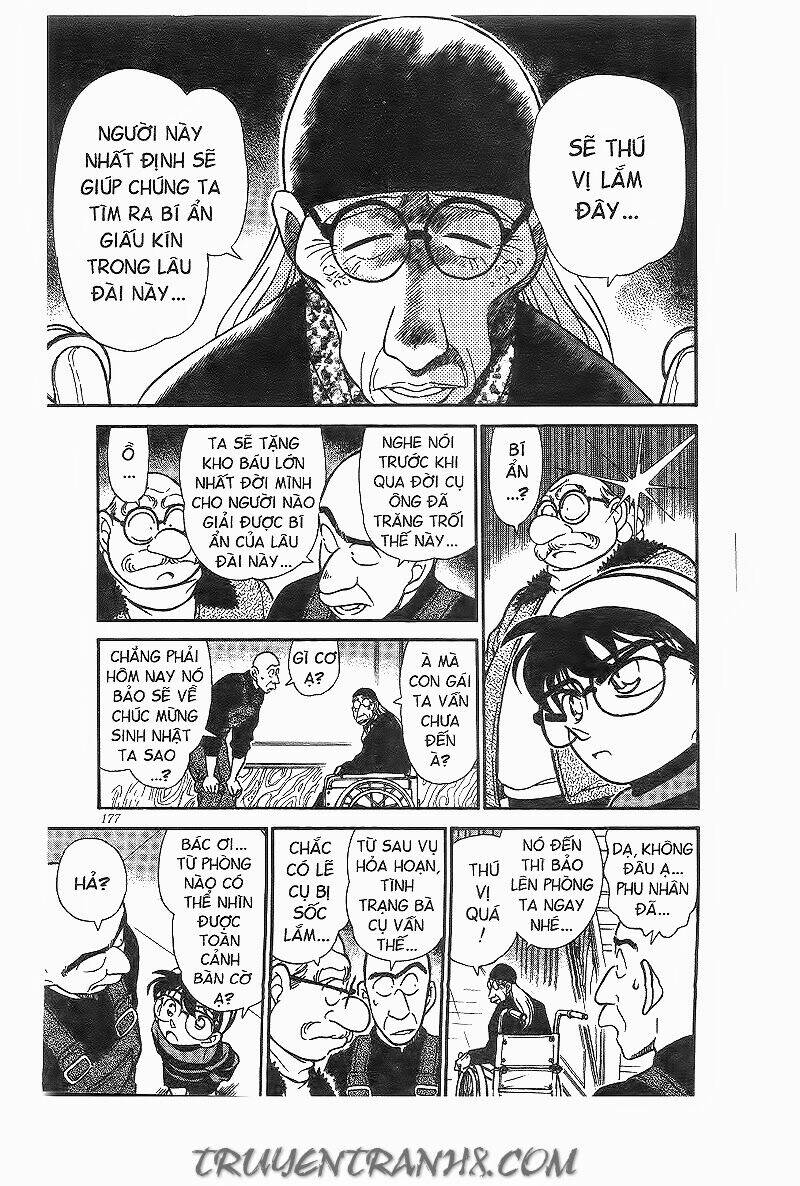 SẼ THÚ
VỊ LẮM
ĐÂY...
NGƯỜI NÀY
NHẤT ĐỊNH SẼ
GIÚP CHÚNG TA
TÌM RA BÍ ẨN
GIẤU KÍN
TRONG LÂU
ĐÀI NÀY...
BÍ
ẨN
...?
NGHE NÓI
TRƯỚC KHI
QUA ĐỜI CỤ
ÔNG ĐÃ
TRĂNG TRỐI
THẾ NÀY...
TA SẼ TẶNG
KHO BÁU LỚN
NHẤT ĐỜI MÌNH
CHO NGƯỜI NÀO
GIẢI ĐƯỢC BÍ
ẨN CỦA LÂU
ĐÀI NÀY...
Ồ
...
À MÀ
CON GÁI
TA VẪN
CHƯA
ĐẾN
À?
GÌ CƠ
Ạ?
CHẲNG PHẢI
HÔM NAY NÓ
BẢO SẼ VỀ
CHÚC MỪNG
SINH NHẬT
TA SAO
...?
177
DẠ, KHÔNG
ĐÂU Ạ...
PHU NHÂN
ĐÃ...
NÓ ĐẾN
THÌ BẢO
LÊN PHÒNG
TA NGAY
NHÉ...
THÚ
VỊ
QUÁ
!
TỪ SAU VỤ
HỎA HOẠN,
TÌNH
TRẠNG BÀ
CỤ VẪN
THẾ...
CHẮC
CÓ LẼ
CỤ BỊ
SỐC
LẮM...
BÁC ƠI...
TỪ PHÒNG
NÀO CÓ
THỂ NHÌN
ĐƯỢC
TOÀN
CẢNH
BÀN CỜ
Ạ?
HẢ?
TRUYENTRANH8.COM